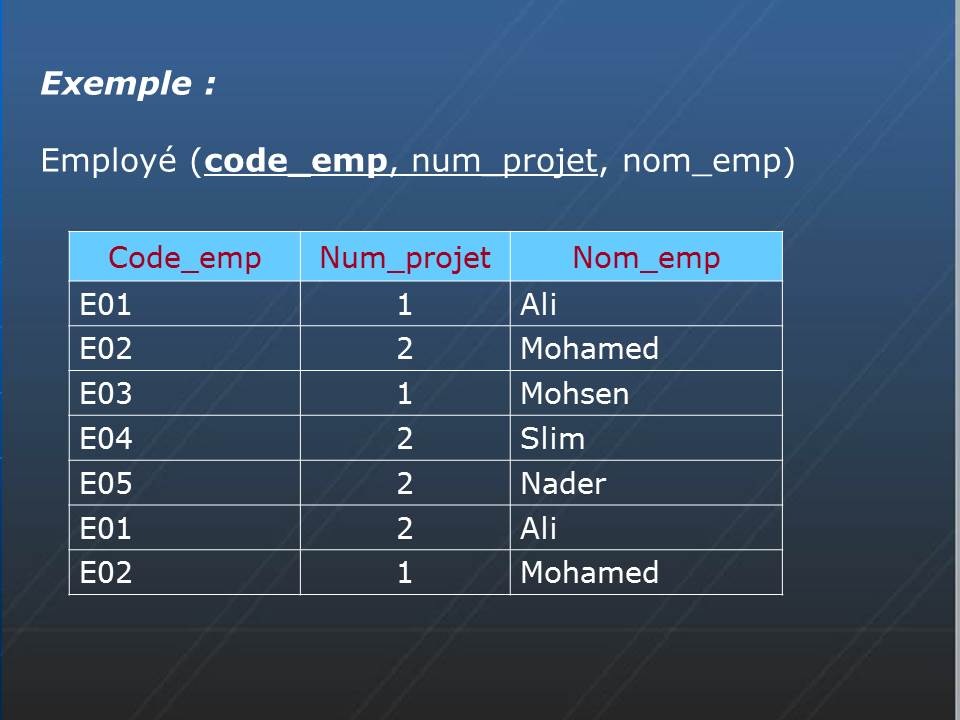 Exemple :
Employé (code_emp, num_projet, nom_emp)
Code_emp Num_projet Nom_emp
E01 1 Ali
E02 2 Mohamed
E03 1 Mohsen
E04 2 Slim
E05 2 Nader
E01 2 Ali
E02 1 Mohamed